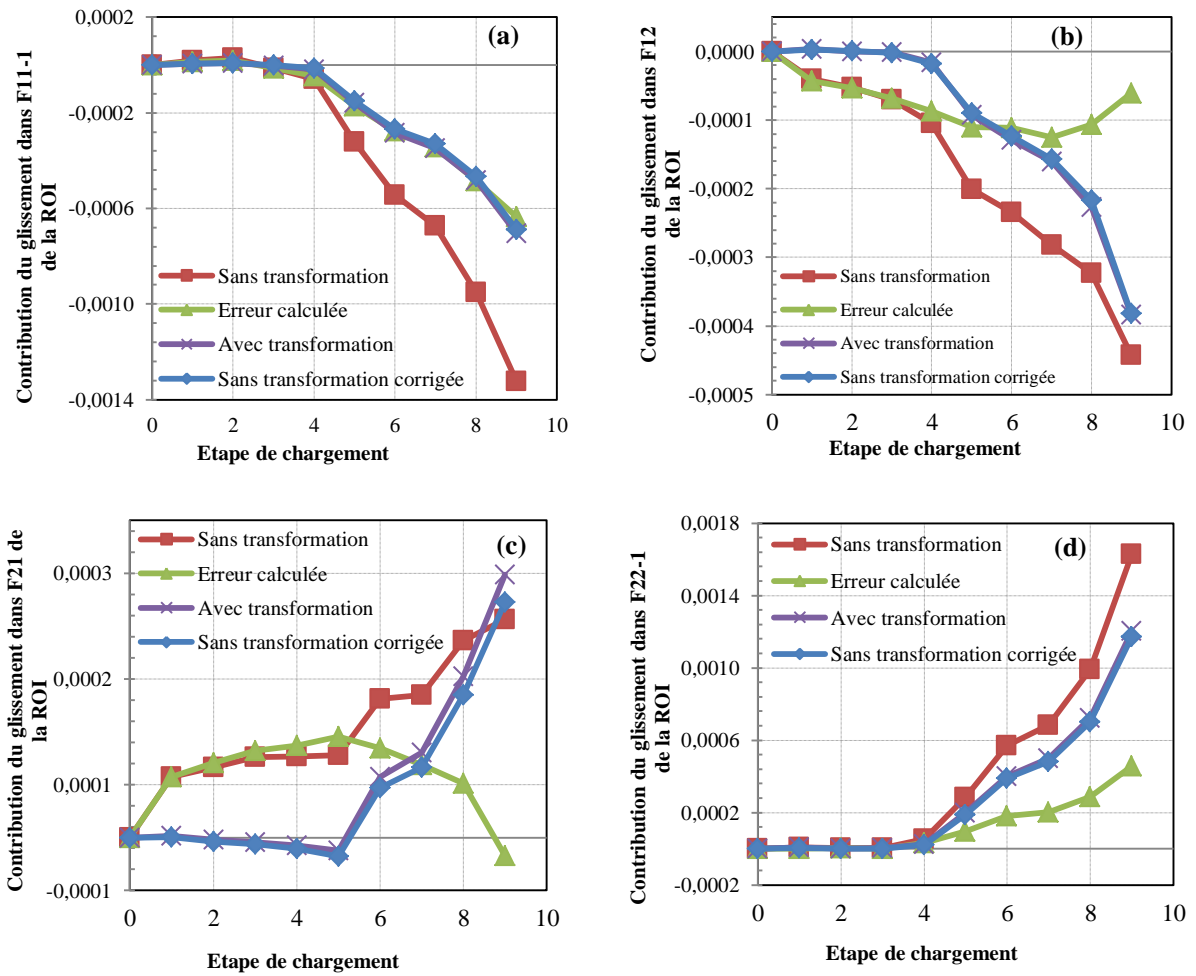 0,0002
-0,0002
-0,0006
-0,0010
-0,0014
0 2 4 6 8 10
(a)
Contribution du glissement dans F11-1
de la ROI
Sans transformation
Erreur calculée
Avec transformation
Sans transformation corrigée
Etape de chargement
0,0000
-0,0001
-0,0002
-0,0003
-0,0004
-0,0005
0 2 4 6 8 10
(b)
Contribution du glissement dans F12
de la ROI
Sans transformation
Erreur calculée
Avec transformation
Sans transformation corrigée
Etape de chargement
0,0003
0,0002
0,0001
-0,0001
0 2 4 6 8 10
(c)
Contribution du glissement dans F21 de
la ROI
Sans transformation
Erreur calculée
Avec transformation
Sans transformation corrigée
Etape de chargement
0,0018
0,0014
0,0010
0,0006
0,0002
-0,0002
0 2 4 6 8 10
(d)
Contribution du glissement dans F22-1
de la ROI
Sans transformation
Erreur calculée
Avec transformation
Sans transformation corrigée
Etape de chargement